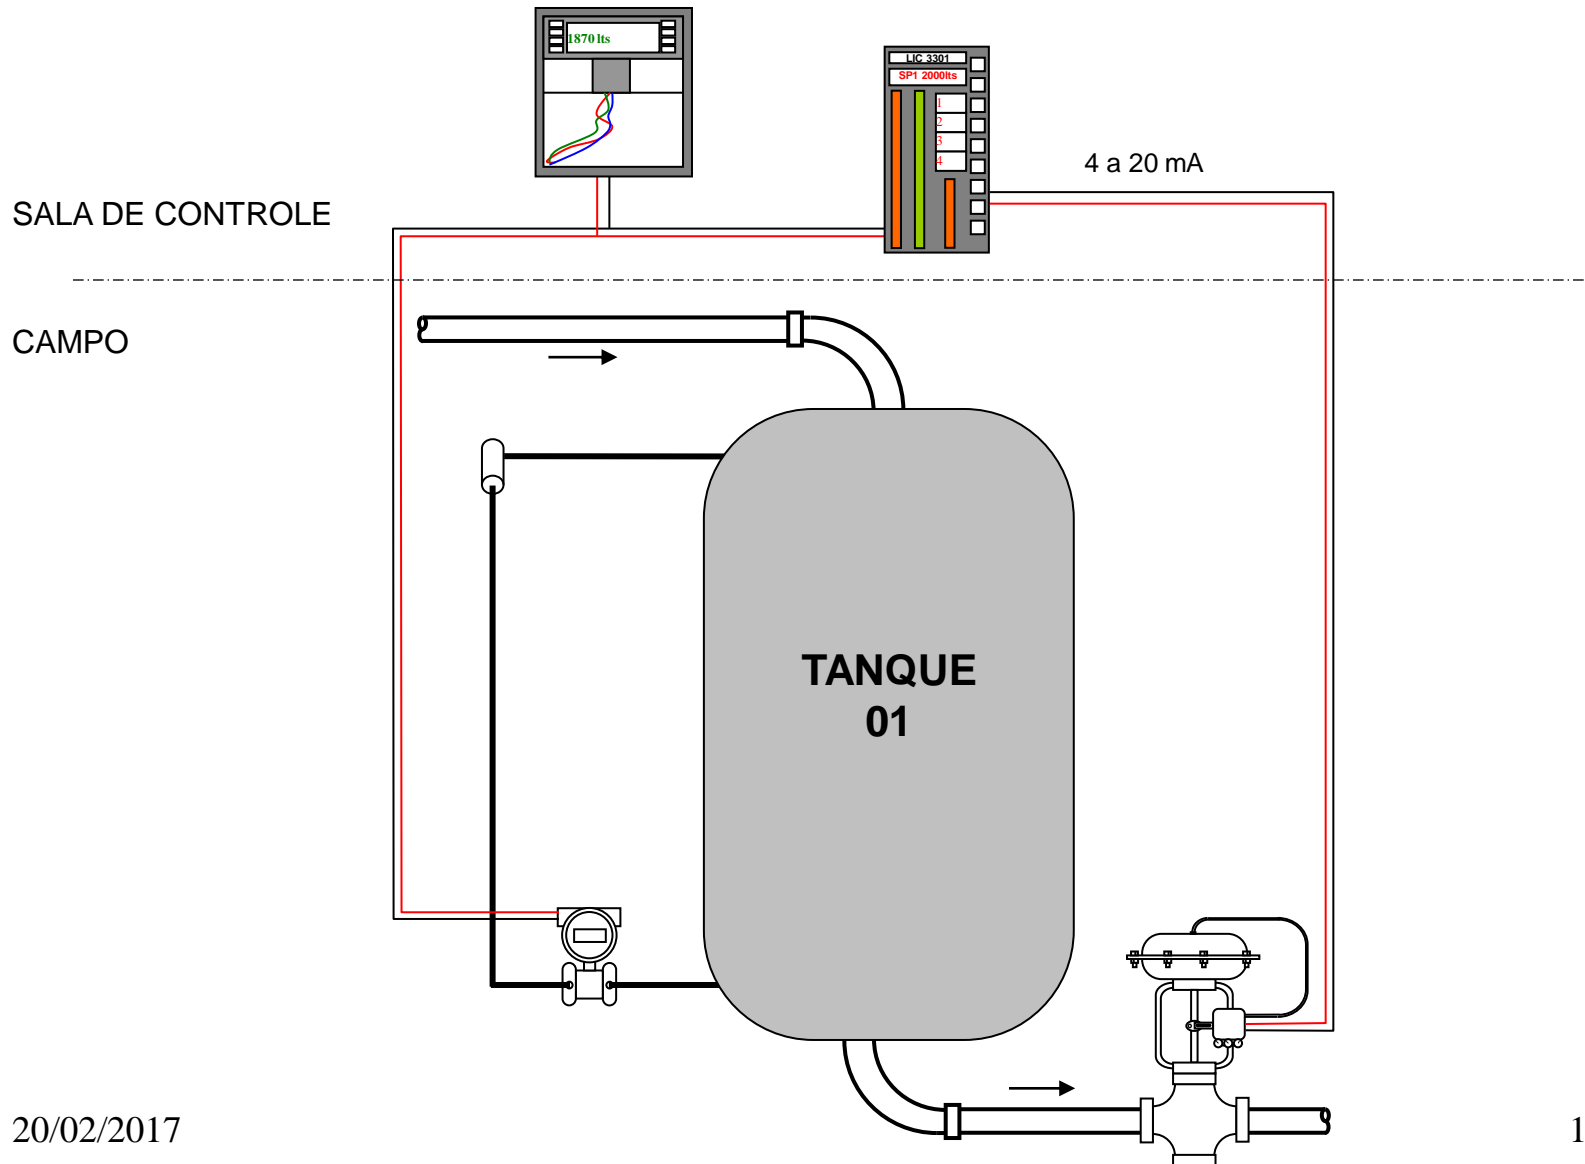 1870 lts
LIC 3301
SP1 2000lts
1
2
3
4
4 a 20 mA
SALA DE CONTROLE
CAMPO
TANQUE
01
20/02/2017
1